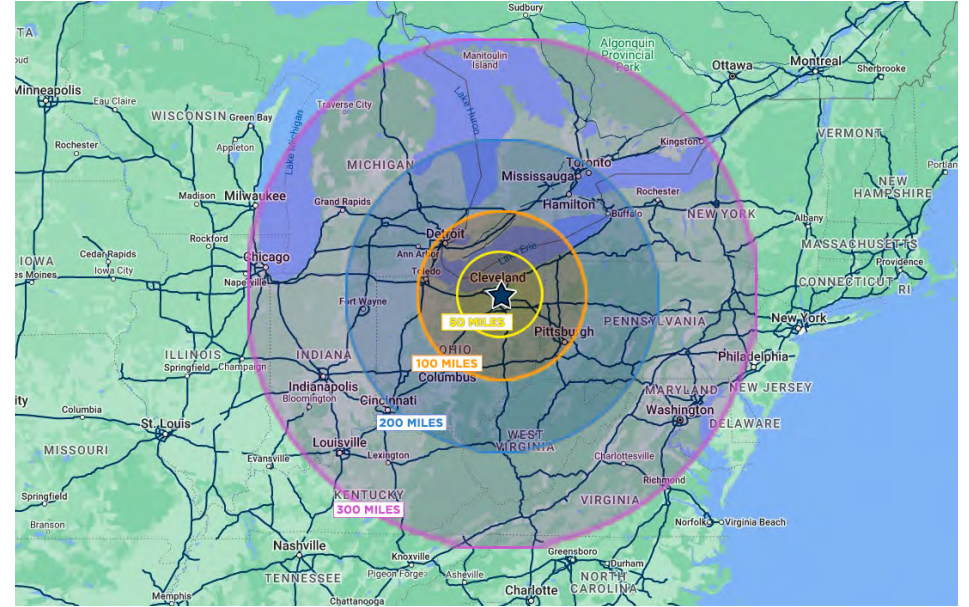 Sudbury
Algonquin
Provincial
Park
Manitoulin
Island
Ottawa
Montreal
Sherbrooke
Minneapolis
Eau Claire
WISCONSIN
Green Bay
Traverse City
Lake Huron
Lake Michigan
Kingston
VERMONT
Rochester
Appleton
MICHIGAN
Toronto
Mississauga
Portlan
NEW
HAMPSHIRE
Madison
Milwaukee
Grand Rapids
Hamilton
Rochester
Buffalo
NEW YORK
Albany
Rockford
Detroit
Ann Arbor
Lake Erie
MASSACHUSETTS
IOWA
Cedar Rapids
Iowa City
es Moines
Chicago
Naperville
Toledo
Cleveland
Providence
CONNECTICUT
RI
Fort Wayne
50 MILES
Pittsburgh
PENNSYLVANIA
New York
ILLINOIS
Springfield
Champaign
INDIANA
OHIO
100 MILES
Columbus
Philadelphia
Indianapolis
Bloomington
MARYLAND
NEW JERSEY
ity
Columbia
St. Louis
Cincinnati
200 MILES
Washington
DELAWARE
MISSOURI
Louisville
Evansville
Lexington
WEST
VIRGINIA
Charlottesville
Richmond
Springfield
KENTUCKY
300 MILES
VIRGINIA
Branson
Norfolk
Virginia Beach
Nashville
TENNESSEE
Knoxville
Pigeon Forge
Asheville
Greensboro
Durham
NORTH
CAROLINA
Charlotte
Memphis
Chattanooga